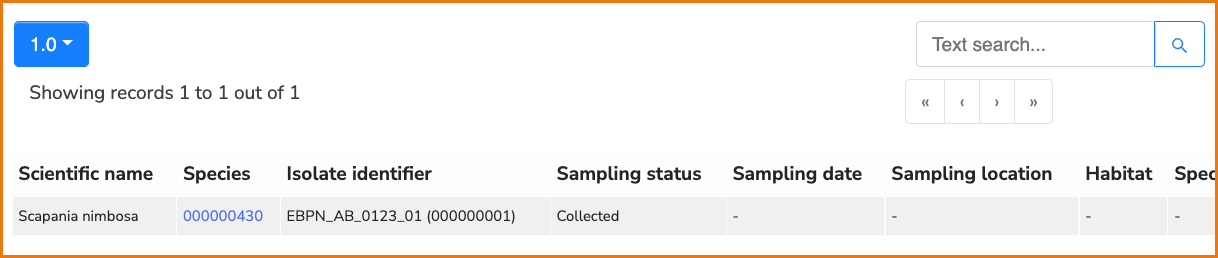 1.0
Text search...
Showing records 1 to 1 out of 1
« ‹ › »
Scientific name Species Isolate identifier Sampling status Sampling date Sampling location Habitat Spec
Scapania nimbosa 000000430 EBPN_AB_0123_01 (000000001) Collected - - - -